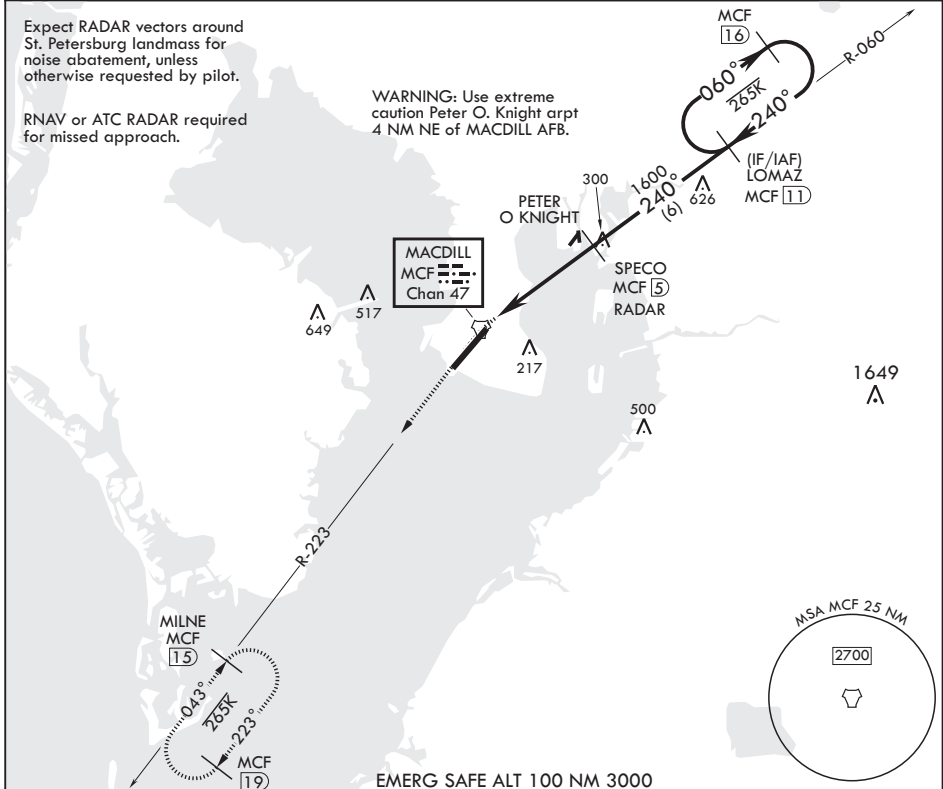 Expect RADAR vectors around
St. Petersburg landmass for
noise abatement, unless
otherwise requested by pilot.
RNAV or ATC RADAR required
for missed approach.
WARNING: Use extreme
caution Peter O. Knight arpt
4 NM NE of MACDILL AFB.
MCF
16
R-060
060°
265K
240°
(IF/IAF)
LOMAZ
MCF 11
1600
240°
(6)
626
300
PETER
O KNIGHT
SPECO
MCF 5
RADAR
MACDILL
MCF
Chan 47
649
517
217
500
1649
R-223
MILNE
MCF
15
043°
265K
223°
MCF
19
MSA MCF 25 NM
2700
EMERG SAFE ALT 100 NM 3000